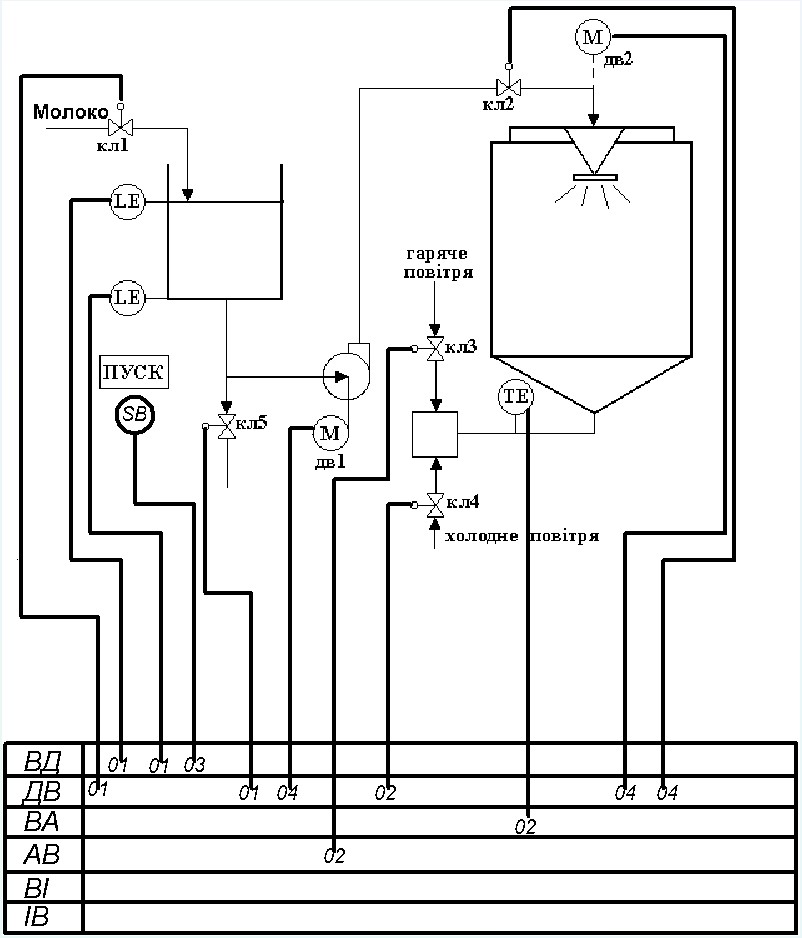 М
дв2
кл2
Молоко
кл1
LE
гаряче
повітря
LE
кл3
ПУСК
SB
TE
кл5
М
дв1
кл4
холодне повітря
ВД 01 01 03
ДВ 01 01 04 02 04 04
ВА 02
АВ 02
ВІ
ІВ